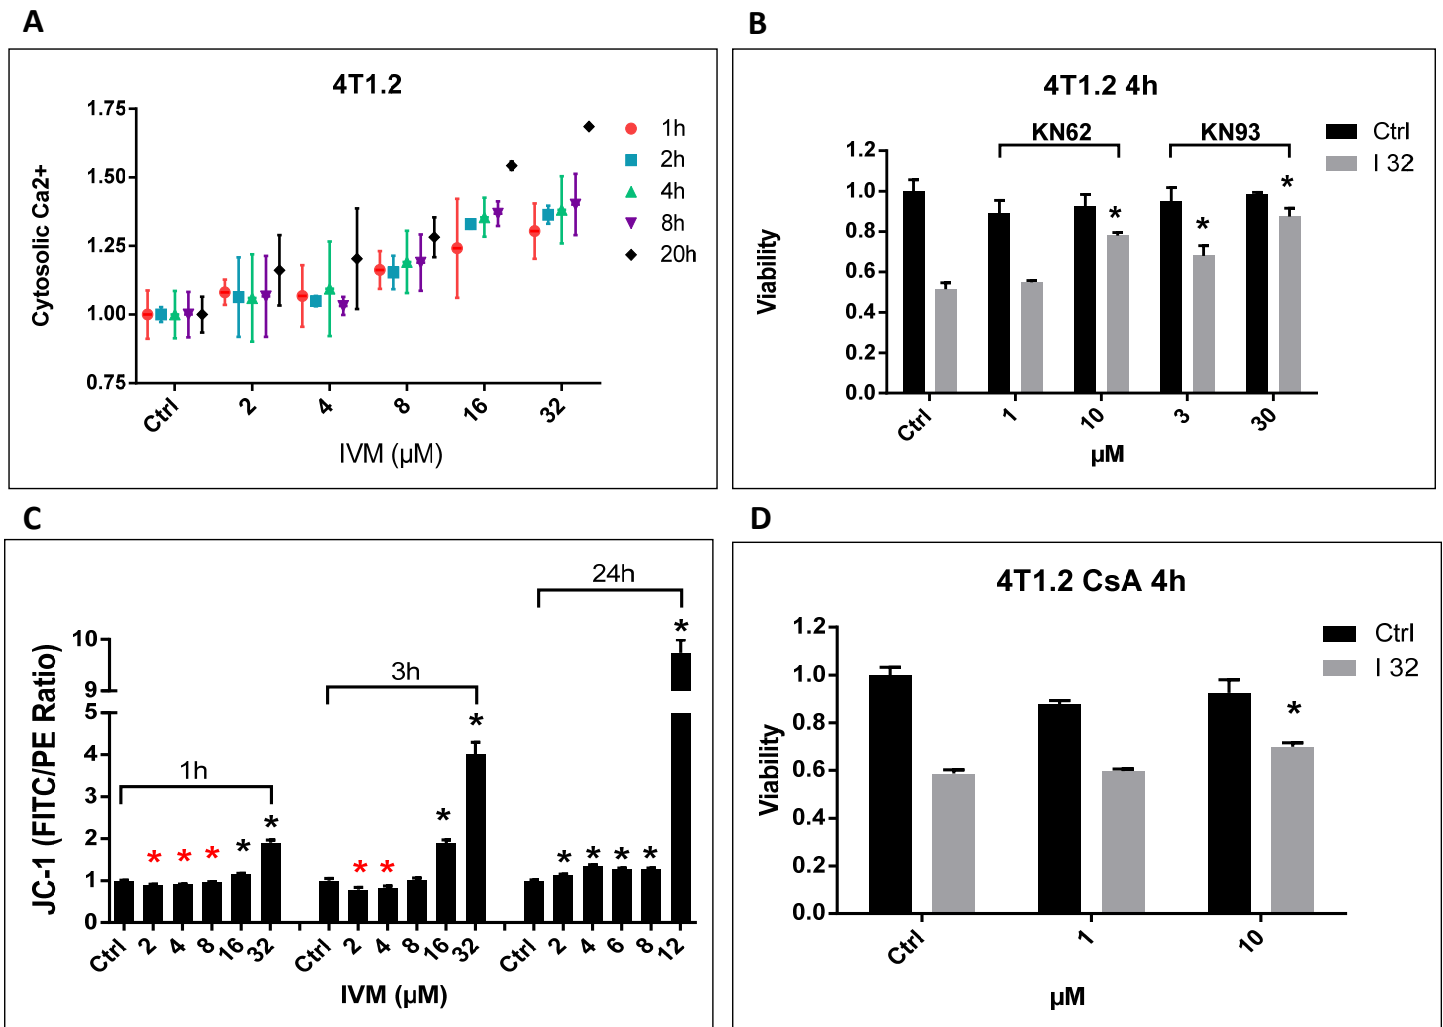 A
4T1.2
Cytosolic Ca2+
1.75
1.50
1.25
1.00
0.75
Ctrl
2
4
8
16
32
IVM (µM)
1h
2h
4h
8h
20h
B
4T1.2 4h
KN62
KN93
Ctrl
I 32
Viability
1.2
1.0
0.8
0.6
0.4
0.2
0.0
*
*
*
Ctrl
1
10
3
30
µM
C
JC-1 (FITC/PE Ratio)
10
9
5
4
3
2
1
0
1h
3h
24h
* * * * *
* * * *
* * * * *
Ctrl 2 4 8 16 32
Ctrl 2 4 8 16 32
Ctrl 2 4 6 8 12
IVM (µM)
D
4T1.2 CsA 4h
Ctrl
I 32
Viability
1.2
1.0
0.8
0.6
0.4
0.2
0.0
*
Ctrl
1
10
µM